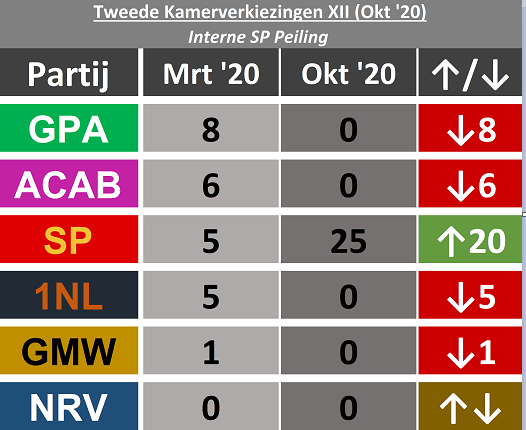 Tweede Kamerverkiezingen XII (Okt '20)
Interne SP Peiling
Partij Mrt '20 Okt '20 ↑/↓
GPA 8 0 ↓8
ACAB 6 0 ↓6
SP 5 25 ↑20
1NL 5 0 ↓5
GMW 1 0 ↓1
NRV 0 0 ↑↓